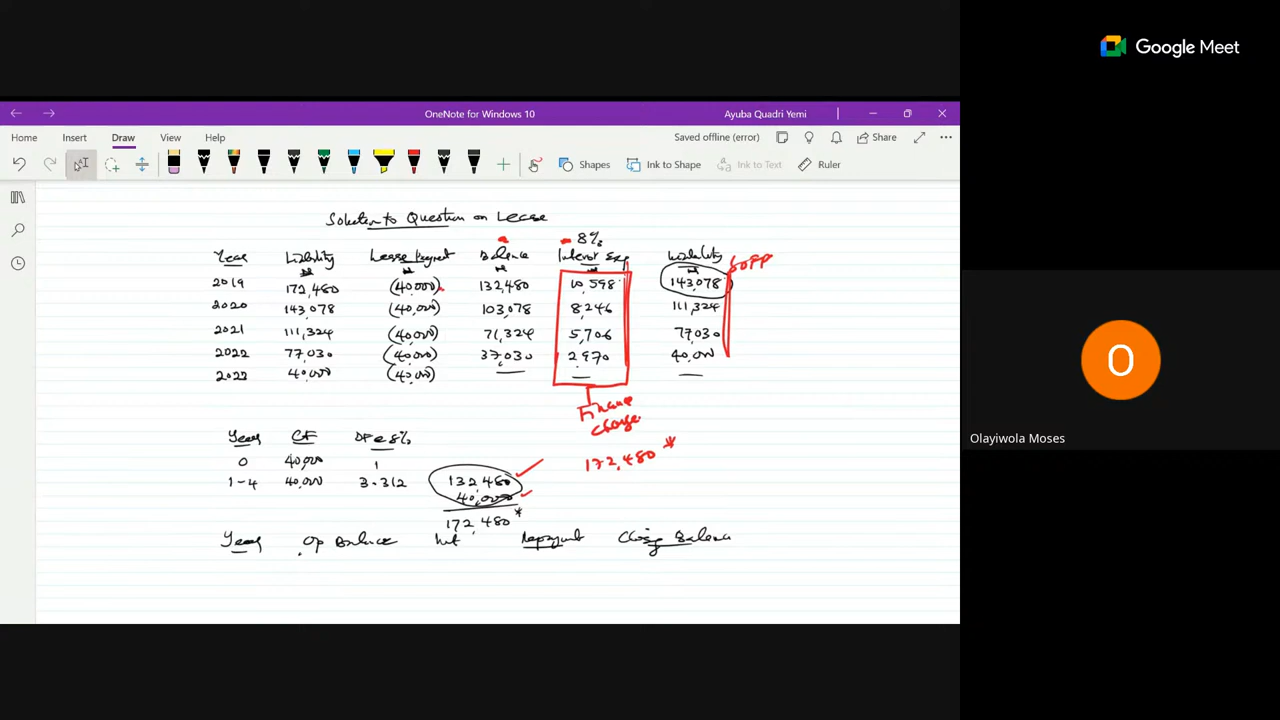 Google Meet
OneNote for Windows 10
Ayuba Quadri Yemi
Home Insert Draw View Help
Saved offline (error)
Share
Shapes
Ink to Shape
Ink to Text
Ruler
Solution to Question on Lease
8%
Year Liability Lease Payment Balance Interest Exp Liability
SOFP
2019 172,480 (40,000) 132,480 10,598 143,078
2020 143,078 (40,000) 103,078 8,246 111,324
2021 111,324 (40,000) 71,324 5,706 77,030
2022 77,030 (40,000) 37,030 2,970 40,000
2023 40,000 (40,000)
Finance
charge
172,480 *
Years CF DF @ 8%
0 40,000 1
1-4 40,000 3.312 132,480
40,000
172,480 *
Years Op Balance Int Repayment Closing Balance
O
Olayiwola Moses